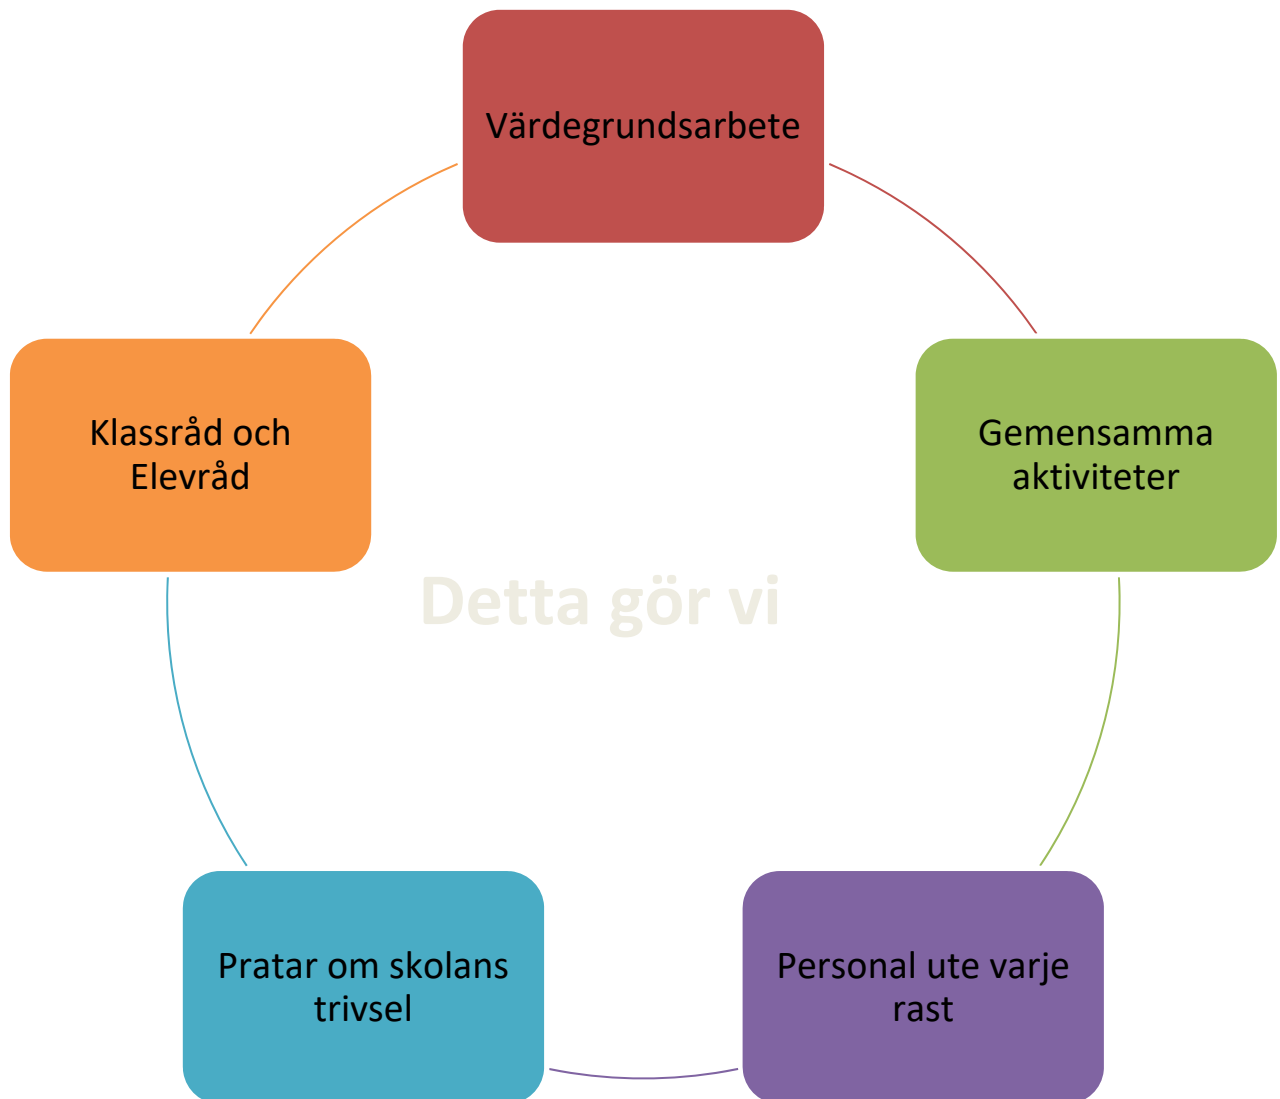 Värdegrundsarbete
Gemensamma
aktiviteter
Personal ute varje
rast
Pratar om skolans
trivsel
Klassråd och
Elevråd
Detta gör vi